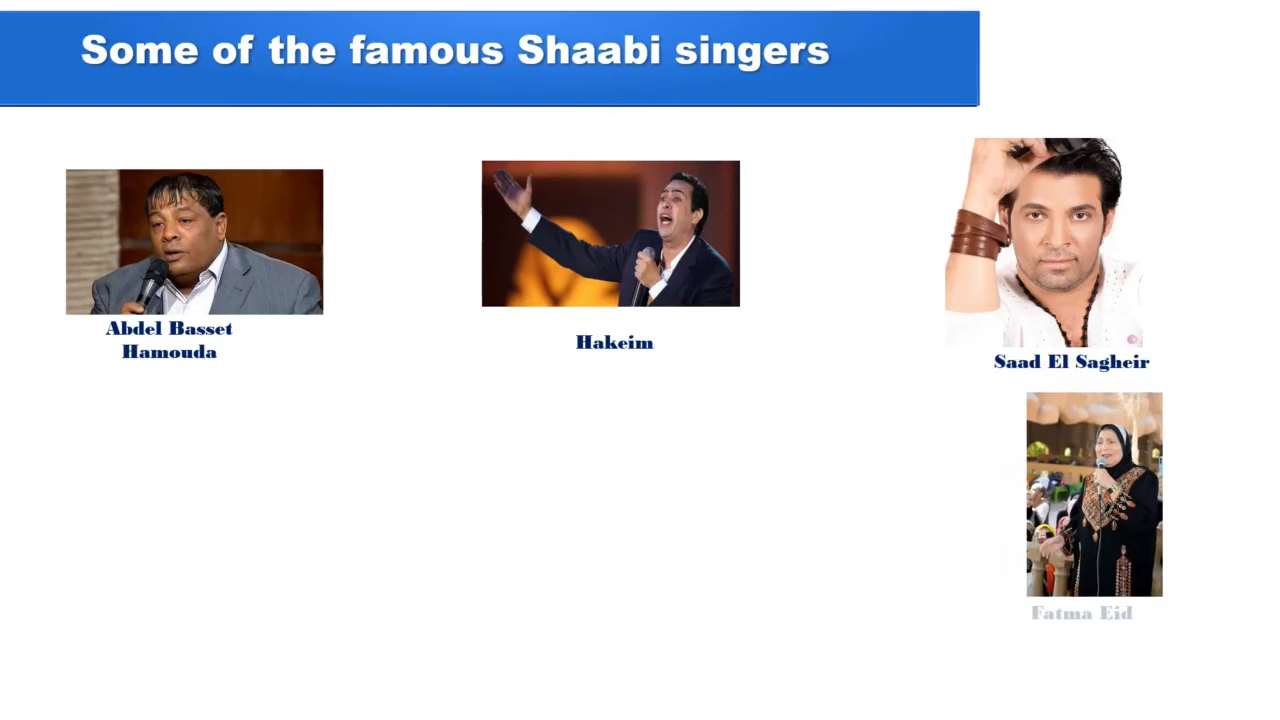 Some of the famous Shaabi singers
Abdel Basset
Hamouda
Hakeim
Saad El Sagheir
Fatma Eid